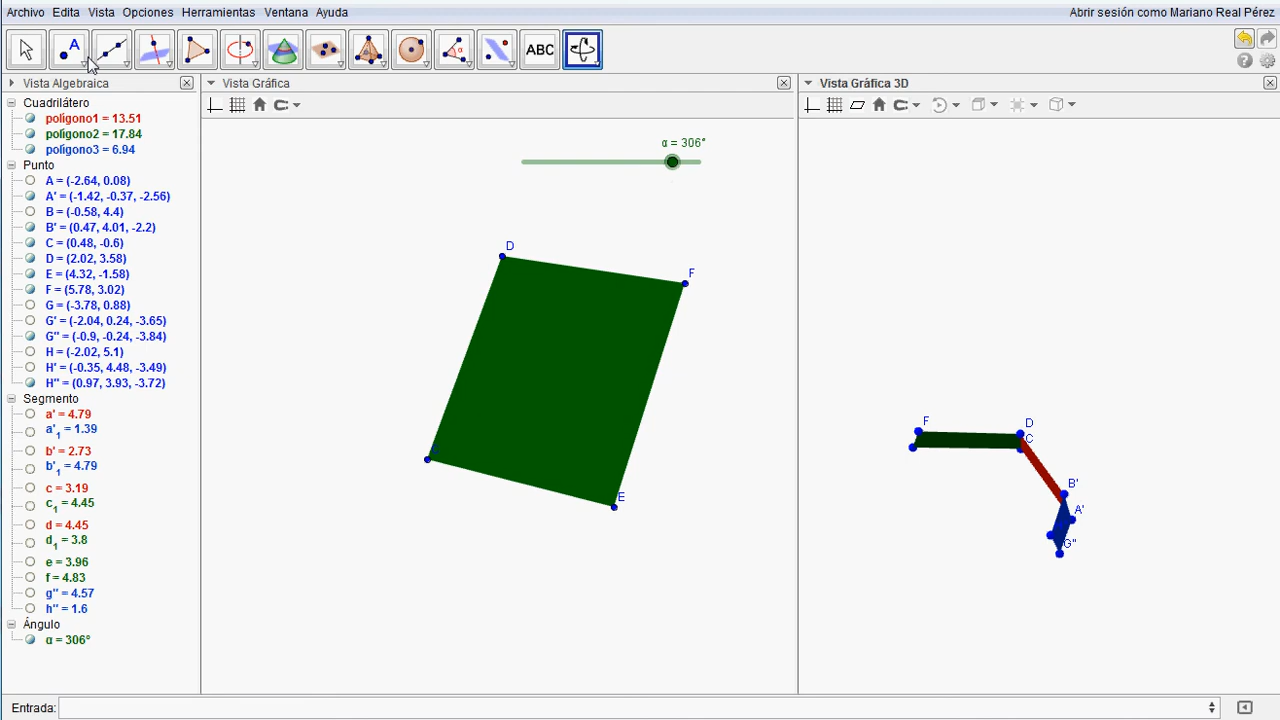 Archivo Edita Vista Opciones Herramientas Ventana Ayuda Abrir sesión como Mariano Real Pérez
A ABC
Vista Algebraica
Cuadrilátero
polígono1 = 13.51
polígono2 = 17.84
polígono3 = 6.94
Punto
A = (-2.64, 0.08)
A' = (-1.42, -0.37, -2.56)
B = (-0.58, 4.4)
B' = (0.47, 4.01, -2.2)
C = (0.48, -0.6)
D = (2.02, 3.58)
E = (4.32, -1.58)
F = (5.78, 3.02)
G = (-3.78, 0.88)
G' = (-2.04, 0.24, -3.65)
G'' = (-0.9, -0.24, -3.84)
H = (-2.02, 5.1)
H' = (-0.35, 4.48, -3.49)
H'' = (0.97, 3.93, -3.72)
Segmento
a' = 4.79
a'₁ = 1.39
b' = 2.73
b'₁ = 4.79
c = 3.19
c₁ = 4.45
d = 4.45
d₁ = 3.8
e = 3.96
f = 4.83
g'' = 4.57
h'' = 1.6
Ángulo
α = 306°
Vista Gráfica
α = 306°
D
F
E
Vista Gráfica 3D
F
D
C
B'
A'
G''
Entrada: